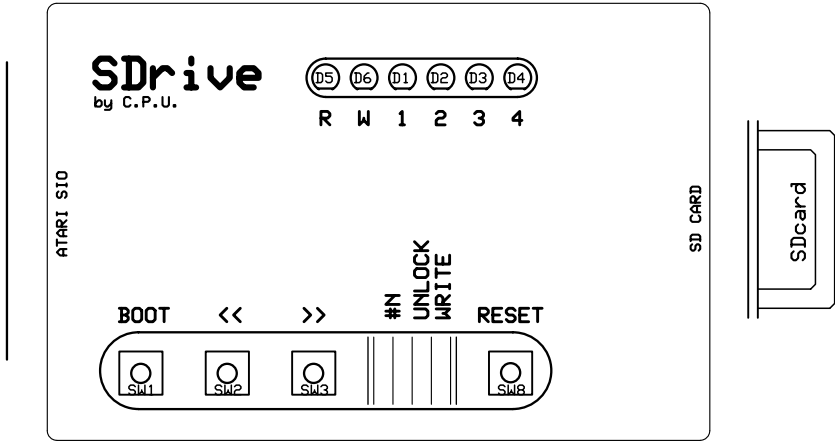 SDrive
by C.P.U.
D5 D6 D1 D2 D3 D4
R W 1 2 3 4
ATARI SIO
SD CARD
SDcard
#N
UNLOCK
WRITE
BOOT << >> RESET
SW1 SW2 SW3 SW8